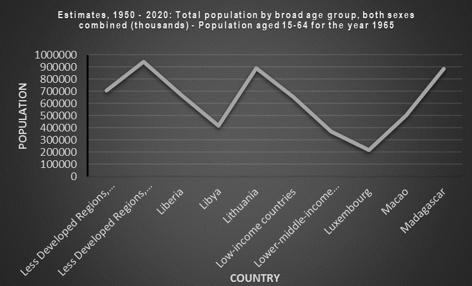 Estimates, 1950 - 2020: Total population by broad age group, both sexes
combined (thousands) - Population aged 15-64 for the year 1965
POPULATION
1000000
900000
800000
700000
600000
500000
400000
300000
200000
100000
0
Less Developed Regions,...
Less Developed Regions,...
Liberia
Libya
Lithuania
Low-income countries
Lower-middle-income...
Luxembourg
Macao
Madagascar
COUNTRY